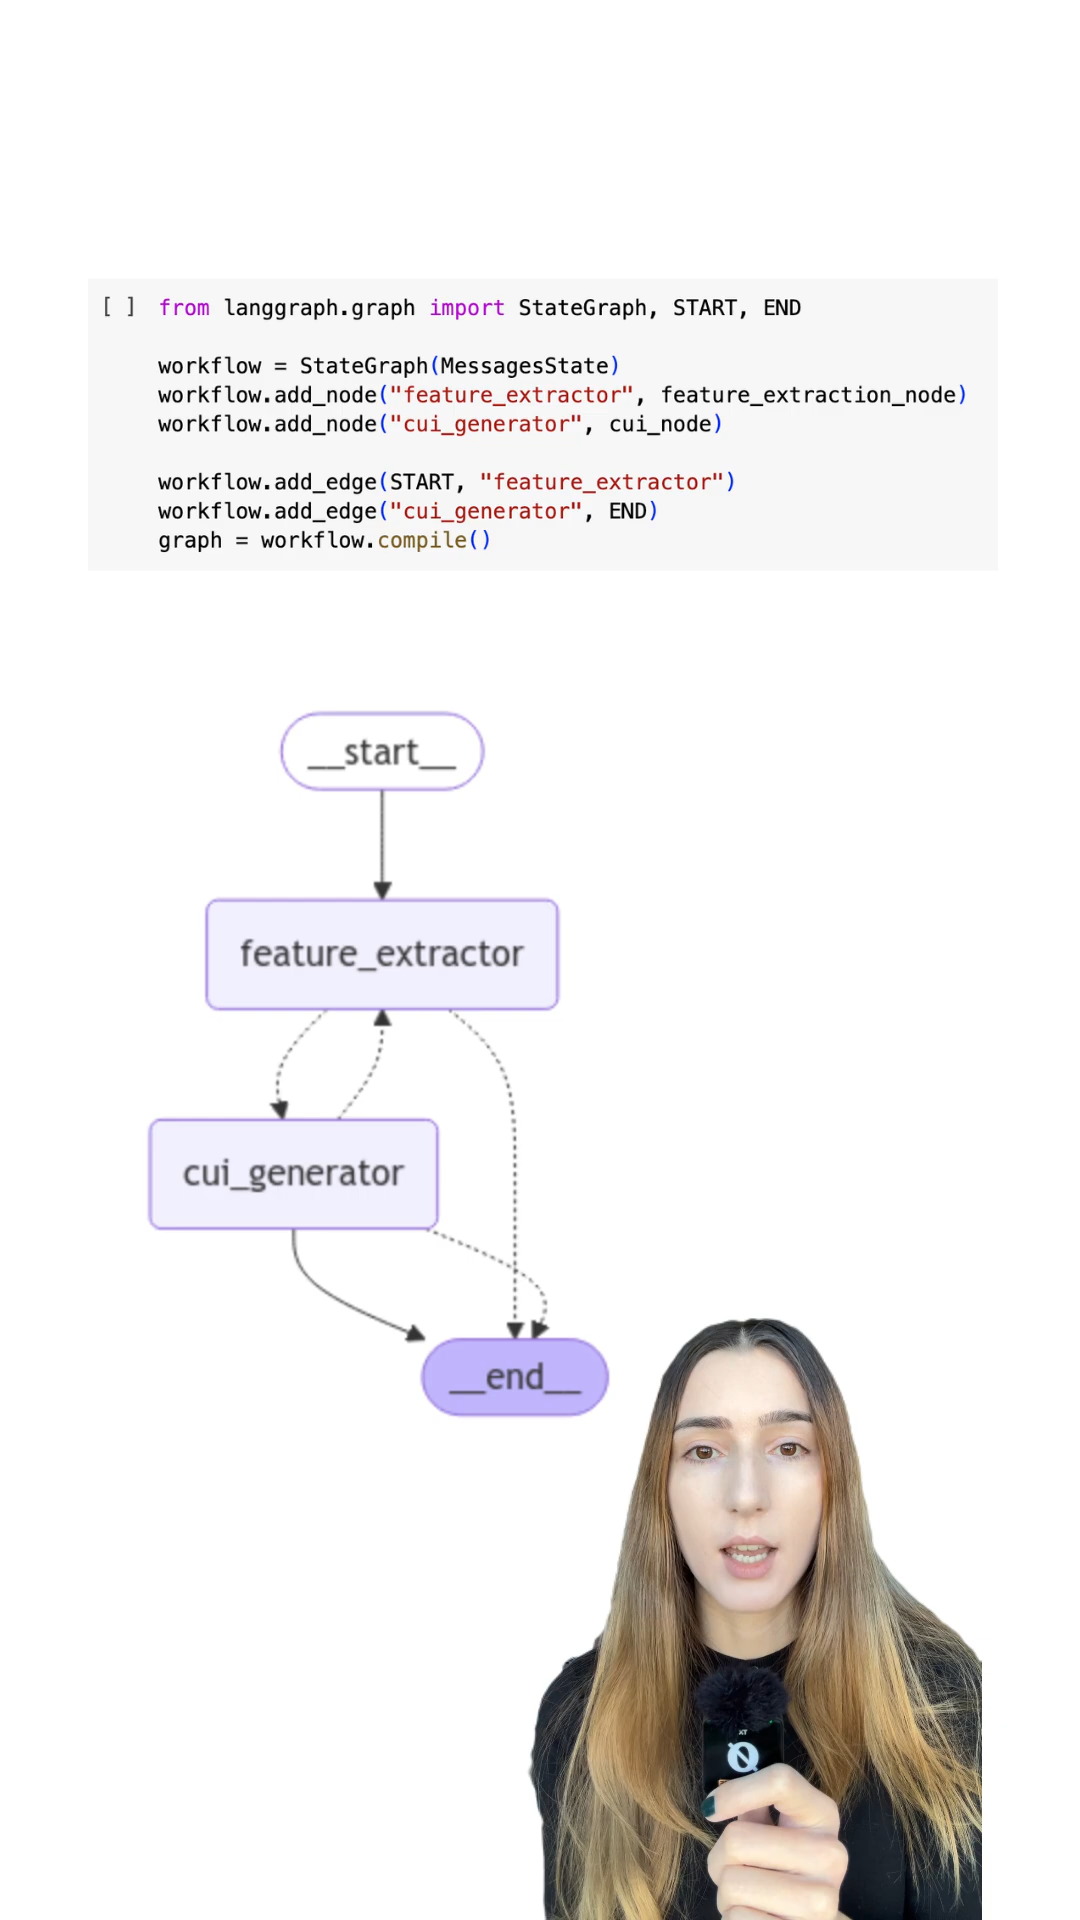 [ ] from langgraph.graph import StateGraph, START, END
workflow = StateGraph(MessagesState)
workflow.add_node("feature_extractor", feature_extraction_node)
workflow.add_node("cui_generator", cui_node)
workflow.add_edge(START, "feature_extractor")
workflow.add_edge("cui_generator", END)
graph = workflow.compile()
__start__
feature_extractor
cui_generator
__end__